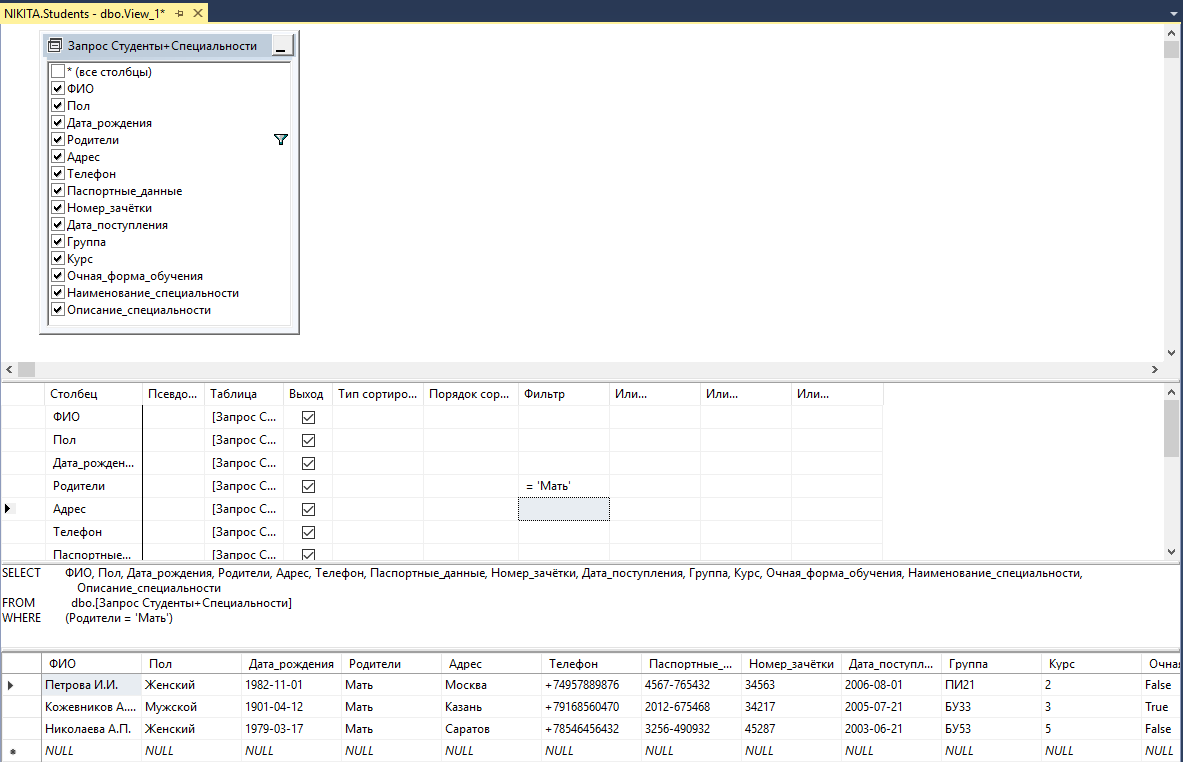 NIKITA.Students - dbo.View_1*
Запрос Студенты+Специальности
* (все столбцы)
ФИО
Пол
Дата_рождения
Родители
Адрес
Телефон
Паспортные_данные
Номер_зачётки
Дата_поступления
Группа
Курс
Очная_форма_обучения
Наименование_специальности
Описание_специальности
Столбец Псевдо... Таблица Выход Тип сортиро... Порядок сор... Фильтр Или... Или... Или...
ФИО [Запрос С...
Пол [Запрос С...
Дата_рожден... [Запрос С...
Родители [Запрос С... = 'Мать'
Адрес [Запрос С...
Телефон [Запрос С...
Паспортные... [Запрос С...
SELECT ФИО, Пол, Дата_рождения, Родители, Адрес, Телефон, Паспортные_данные, Номер_зачётки, Дата_поступления, Группа, Курс, Очная_форма_обучения, Наименование_специальности,
Описание_специальности
FROM dbo.[Запрос Студенты+Специальности]
WHERE (Родители = 'Мать')
ФИО Пол Дата_рождения Родители Адрес Телефон Паспортные_... Номер_зачётки Дата_поступл... Группа Курс Очная
Петрова И.И. Женский 1982-11-01 Мать Москва +74957889876 4567-765432 34563 2006-08-01 ПИ21 2 False
Кожевников А.... Мужской 1901-04-12 Мать Казань +79168560470 2012-675468 34217 2005-07-21 БУ33 3 True
Николаева А.П. Женский 1979-03-17 Мать Саратов +78546456432 3256-490932 45287 2003-06-21 БУ53 5 False
NULL NULL NULL NULL NULL NULL NULL NULL NULL NULL NULL NULL